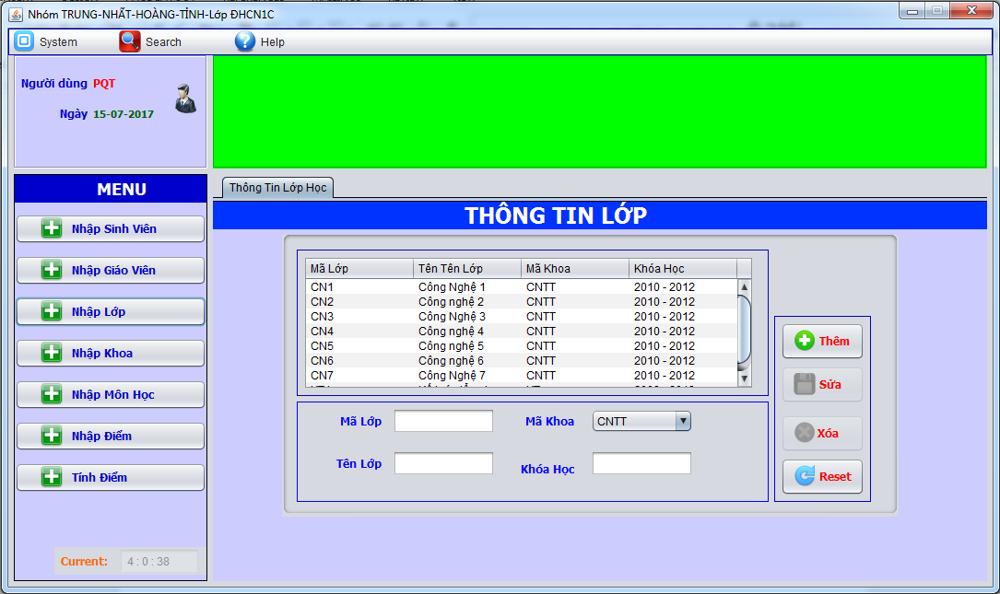 Nhóm TRUNG-NHẤT-HOÀNG-TỈNH-Lớp ĐHCN1C
System Search Help
Người dùng PQT
Ngày 15-07-2017
MENU
Nhập Sinh Viên
Nhập Giáo Viên
Nhập Lớp
Nhập Khoa
Nhập Môn Học
Nhập Điểm
Tính Điểm
Current: 4 : 0 : 38
Thông Tin Lớp Học
THÔNG TIN LỚP
Mã Lớp Tên Tên Lớp Mã Khoa Khóa Học
CN1 Công Nghệ 1 CNTT 2010 - 2012
CN2 Công nghệ 2 CNTT 2010 - 2012
CN3 Công Nghệ 3 CNTT 2010 - 2012
CN4 Công nghệ 4 CNTT 2010 - 2012
CN5 Công nghệ 5 CNTT 2010 - 2012
CN6 Công nghệ 6 CNTT 2010 - 2012
CN7 Công Nghệ 7 CNTT 2010 - 2012
Mã Lớp Mã Khoa CNTT
Tên Lớp Khóa Học
Thêm
Sửa
Xóa
Reset